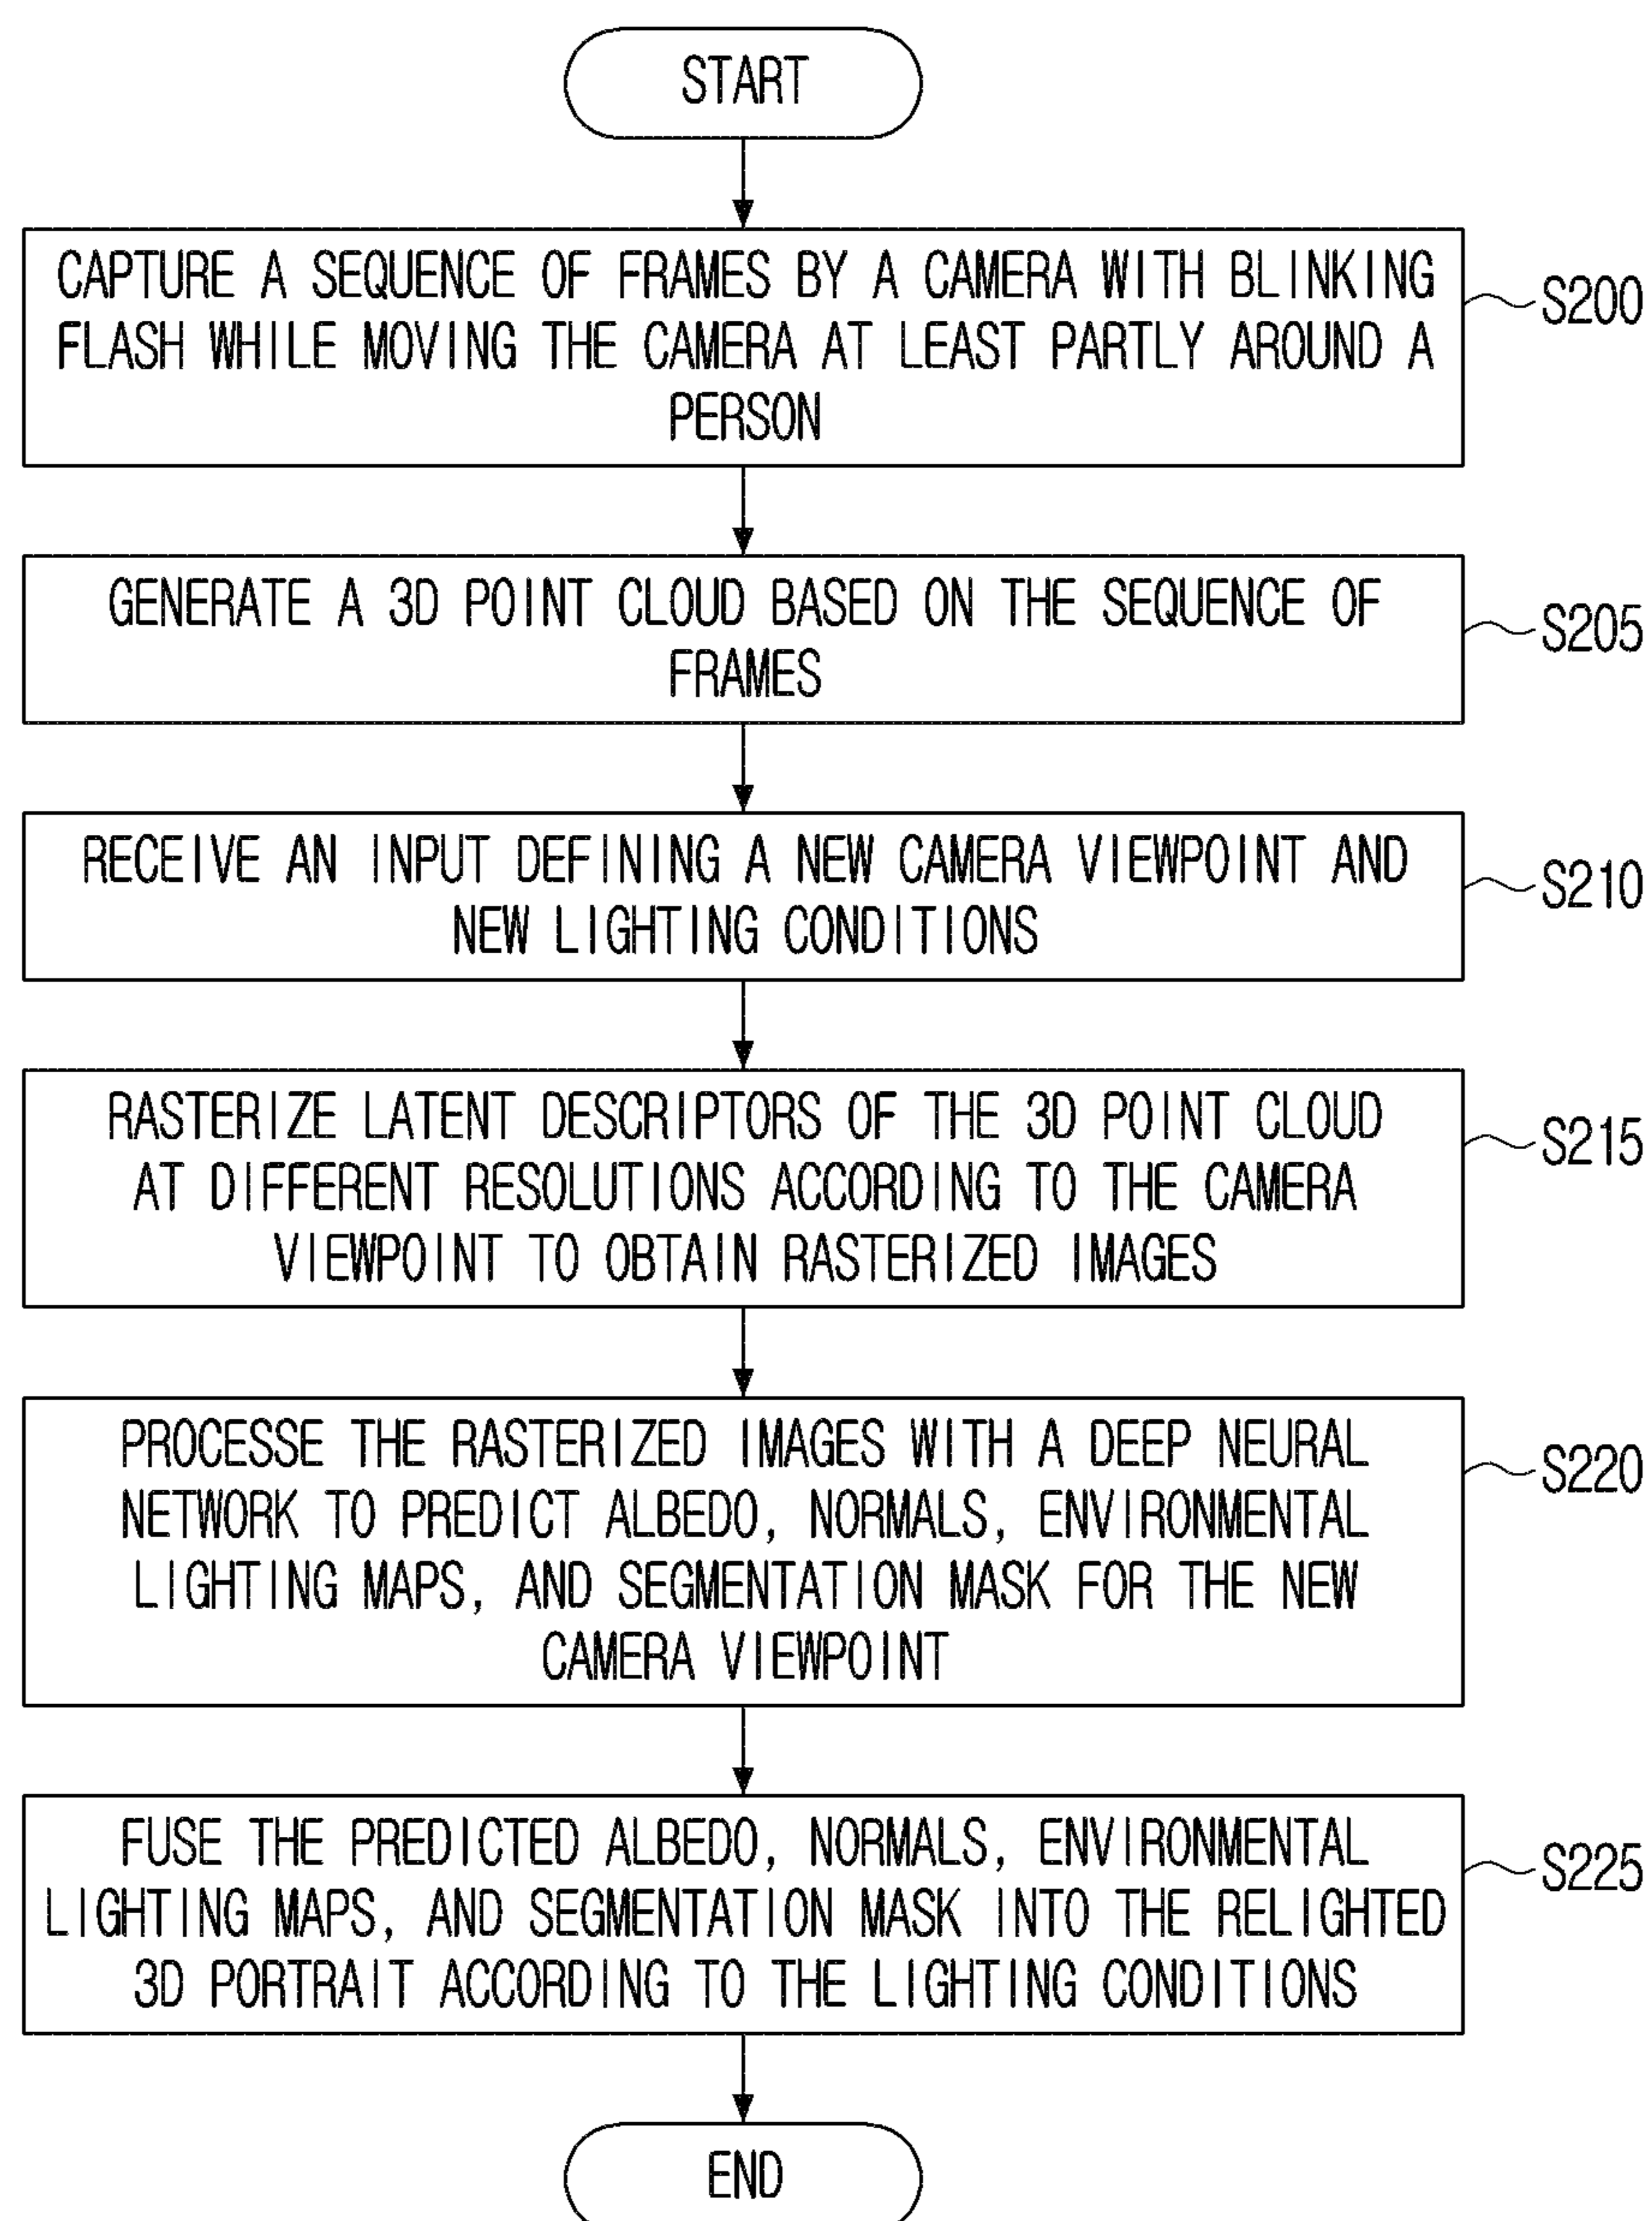 START
CAPTURE A SEQUENCE OF FRAMES BY A CAMERA WITH BLINKING
FLASH WHILE MOVING THE CAMERA AT LEAST PARTLY AROUND A
PERSON
S200
GENERATE A 3D POINT CLOUD BASED ON THE SEQUENCE OF
FRAMES
S205
RECEIVE AN INPUT DEFINING A NEW CAMERA VIEWPOINT AND
NEW LIGHTING CONDITIONS
S210
RASTERIZE LATENT DESCRIPTORS OF THE 3D POINT CLOUD
AT DIFFERENT RESOLUTIONS ACCORDING TO THE CAMERA
VIEWPOINT TO OBTAIN RASTERIZED IMAGES
S215
PROCESSE THE RASTERIZED IMAGES WITH A DEEP NEURAL
NETWORK TO PREDICT ALBEDO, NORMALS, ENVIRONMENTAL
LIGHTING MAPS, AND SEGMENTATION MASK FOR THE NEW
CAMERA VIEWPOINT
S220
FUSE THE PREDICTED ALBEDO, NORMALS, ENVIRONMENTAL
LIGHTING MAPS, AND SEGMENTATION MASK INTO THE RELIGHTED
3D PORTRAIT ACCORDING TO THE LIGHTING CONDITIONS
S225
END